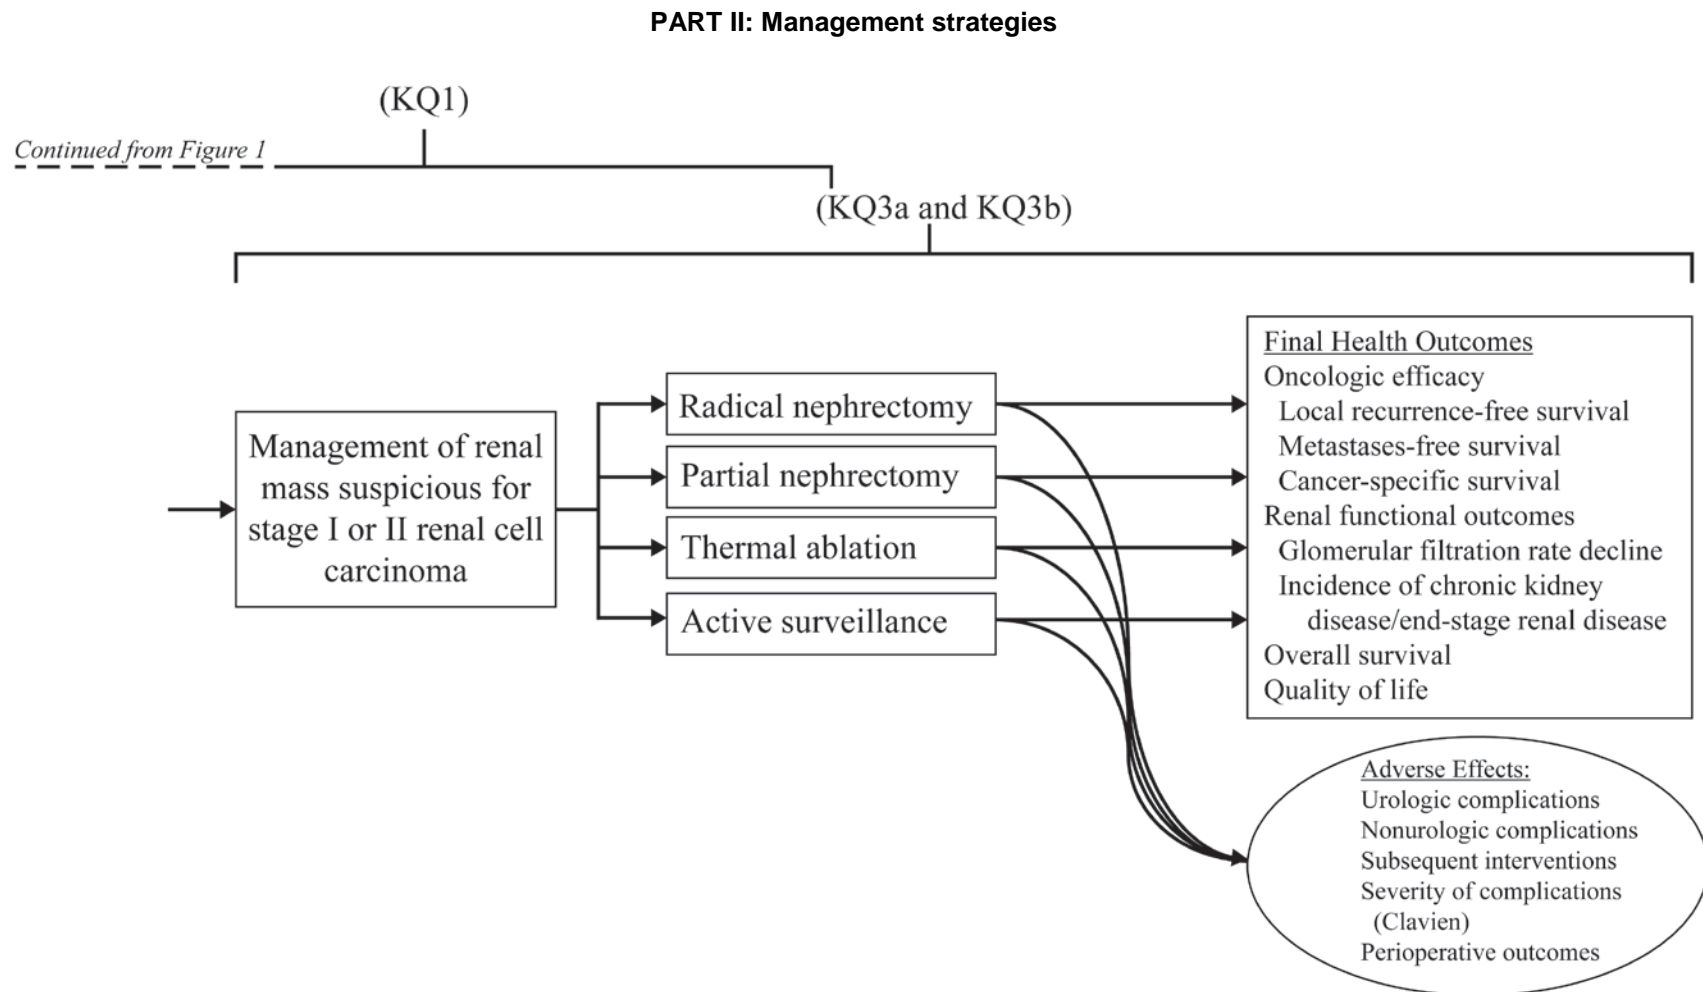 PART II: Management strategies
(KQ1)
Continued from Figure 1
(KQ3a and KQ3b)
Management of renal
mass suspicious for
stage I or II renal cell
carcinoma
Radical nephrectomy
Partial nephrectomy
Thermal ablation
Active surveillance
Final Health Outcomes
Oncologic efficacy
Local recurrence-free survival
Metastases-free survival
Cancer-specific survival
Renal functional outcomes
Glomerular filtration rate decline
Incidence of chronic kidney
disease/end-stage renal disease
Overall survival
Quality of life
Adverse Effects:
Urologic complications
Nonurologic complications
Subsequent interventions
Severity of complications
(Clavien)
Perioperative outcomes